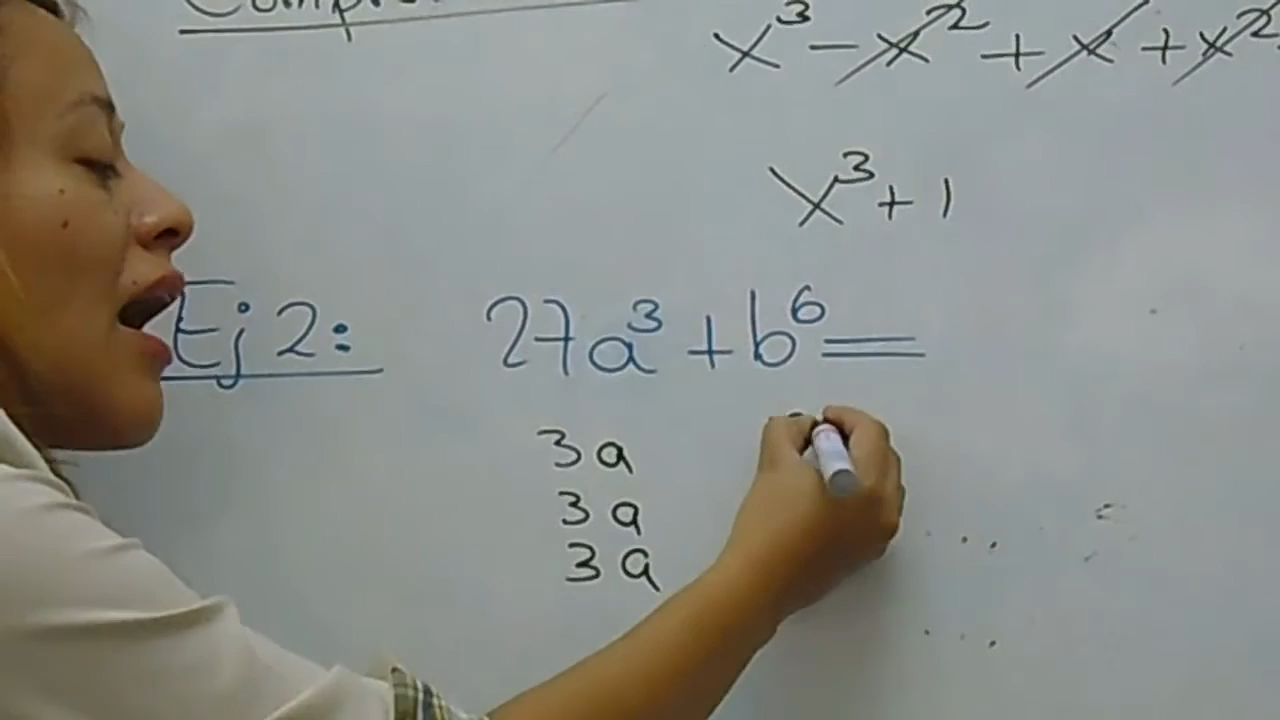 x³ - x² + x + x²
x³ + 1
Ej 2: 27a³ + b⁶ =
3a
3a
3a